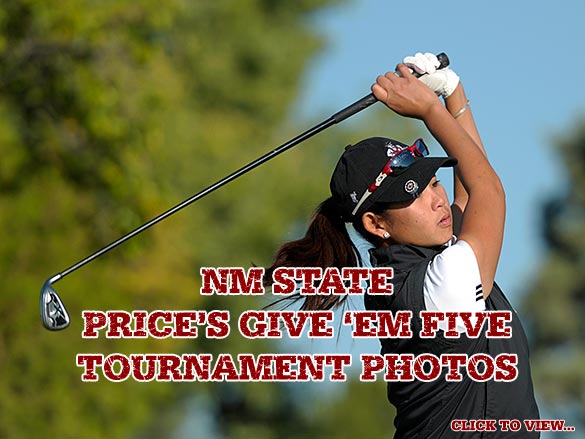 NM STATE
PRICE'S GIVE ‘EM FIVE
TOURNAMENT PHOTOS
CLICK TO VIEW...